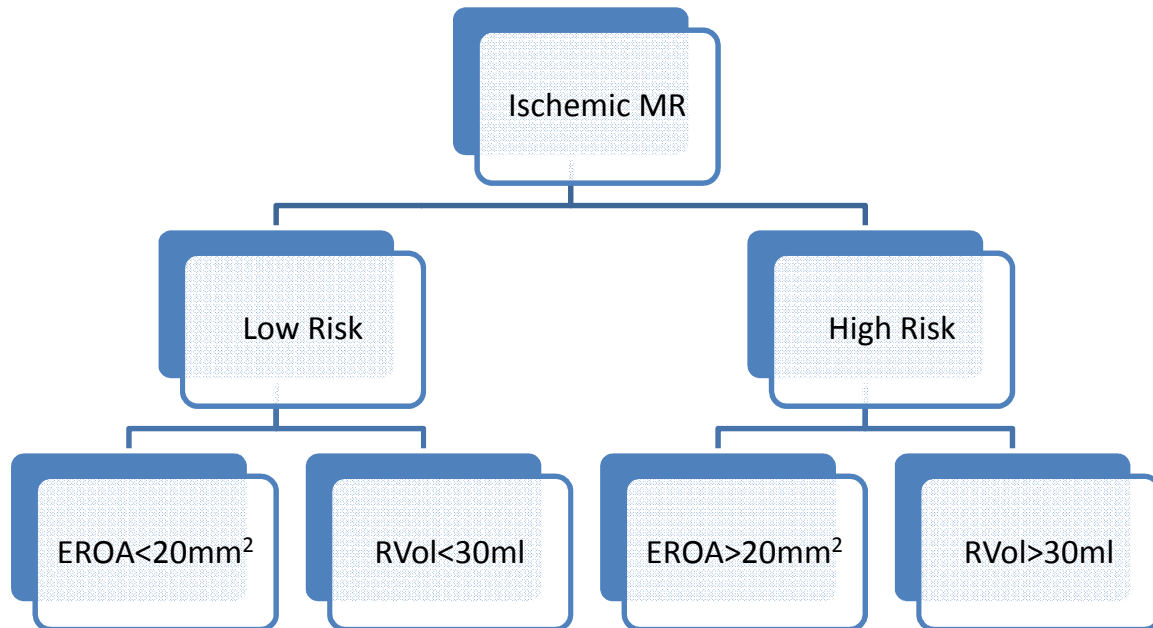 Ischemic MR
Low Risk
High Risk
EROA<20mm²
RVol<30ml
EROA>20mm²
RVol>30ml